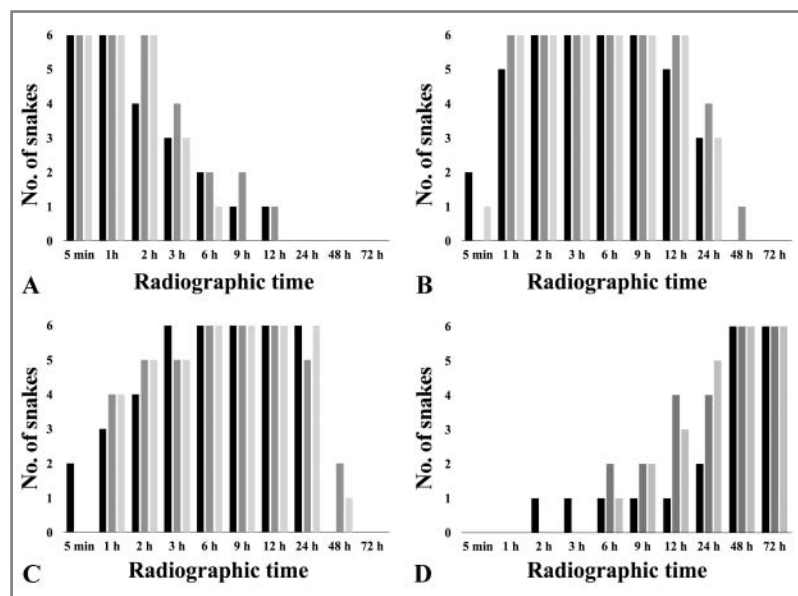 No. of snakes
6
5
4
3
2
1
0
5 min 1h 2 h 3 h 6 h 9 h 12 h 24 h 48 h 72 h
A
Radiographic time
No. of snakes
6
5
4
3
2
1
0
5 min 1 h 2 h 3 h 6 h 9 h 12 h 24 h 48 h 72 h
B
Radiographic time
No. of snakes
6
5
4
3
2
1
0
5 min 1 h 2 h 3 h 6 h 9 h 12 h 24 h 48 h 72 h
C
Radiographic time
No. of snakes
6
5
4
3
2
1
0
5 min 1 h 2 h 3 h 6 h 9 h 12 h 24 h 48 h 72 h
D
Radiographic time